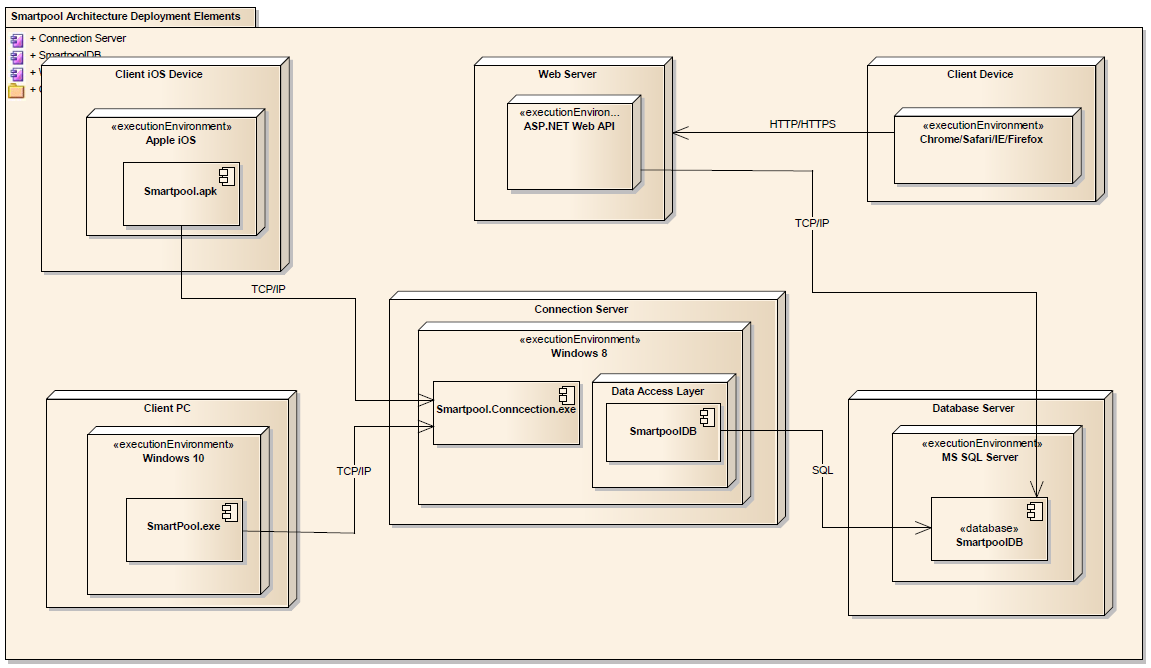 Smartpool Architecture Deployment Elements
+ Connection Server
+ SmartpoolDB
+
+
Client iOS Device
«executionEnvironment»
Apple iOS
Smartpool.apk
Web Server
«executionEnviron...
ASP.NET Web API
Client Device
«executionEnvironment»
Chrome/Safari/IE/Firefox
HTTP/HTTPS
TCP/IP
TCP/IP
Connection Server
«executionEnvironment»
Windows 8
Smartpool.Conncection.exe
Data Access Layer
SmartpoolDB
Client PC
«executionEnvironment»
Windows 10
SmartPool.exe
TCP/IP
SQL
Database Server
«executionEnvironment»
MS SQL Server
«database»
SmartpoolDB